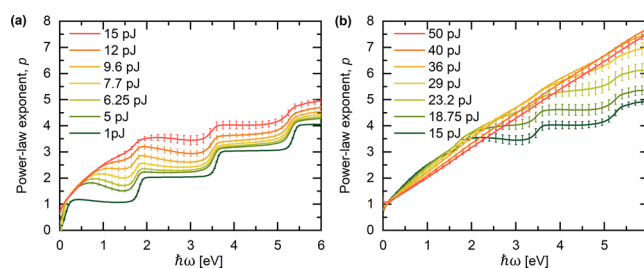 (a)
Power-law exponent, p
8
7
6
5
4
3
2
1
0
15 pJ
12 pJ
9.6 pJ
7.7 pJ
6.25 pJ
5 pJ
1pJ
0 1 2 3 4 5 6
ħω [eV]
(b)
Power-law exponent, p
8
7
6
5
4
3
2
1
0
50 pJ
40 pJ
36 pJ
29 pJ
23.2 pJ
18.75 pJ
15 pJ
0 1 2 3 4 5
ħω [eV]